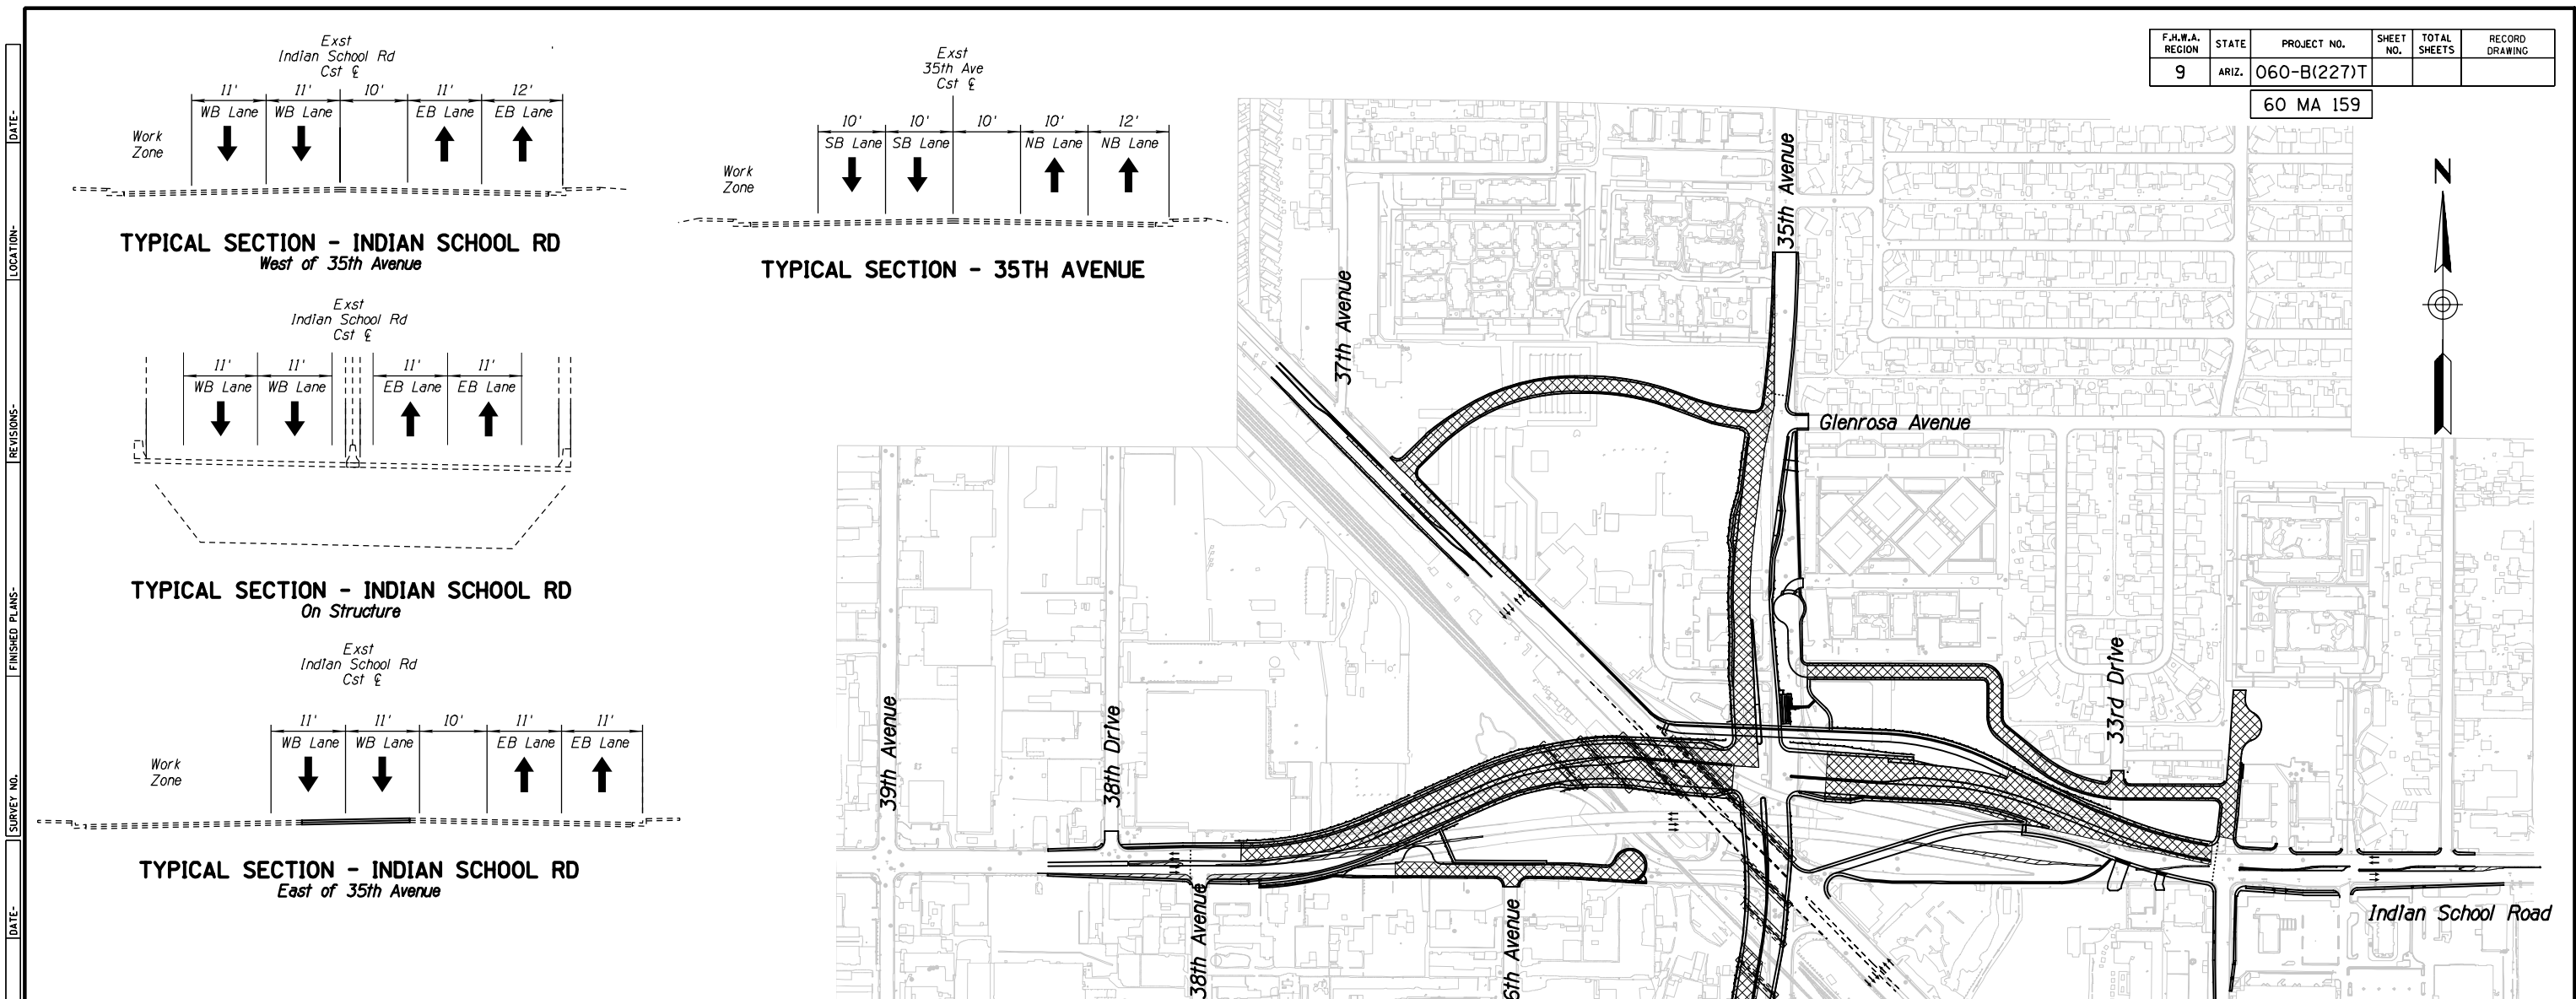 Exst
Indian School Rd
Cst ℄
11' 11' 10' 11' 12'
WB Lane WB Lane EB Lane EB Lane
Work
Zone
TYPICAL SECTION - INDIAN SCHOOL RD
West of 35th Avenue
Exst
35th Ave
Cst ℄
10' 10' 10' 10' 12'
SB Lane SB Lane NB Lane NB Lane
Work
Zone
TYPICAL SECTION - 35TH AVENUE
Exst
Indian School Rd
Cst ℄
11' 11' 11' 11'
WB Lane WB Lane EB Lane EB Lane
TYPICAL SECTION - INDIAN SCHOOL RD
On Structure
Exst
Indian School Rd
Cst ℄
11' 11' 10' 11' 11'
WB Lane WB Lane EB Lane EB Lane
Work
Zone
TYPICAL SECTION - INDIAN SCHOOL RD
East of 35th Avenue
F.H.W.A. REGION STATE PROJECT NO. SHEET NO. TOTAL SHEETS RECORD DRAWING
9 ARIZ. 060-B(227)T
60 MA 159
N
35th Avenue
37th Avenue
Glenrosa Avenue
33rd Drive
39th Avenue
38th Drive
38th Avenue
6th Avenue
Indian School Road
DATE-
LOCATION-
REVISIONS-
FINISHED PLANS-
SURVEY NO.
DATE-